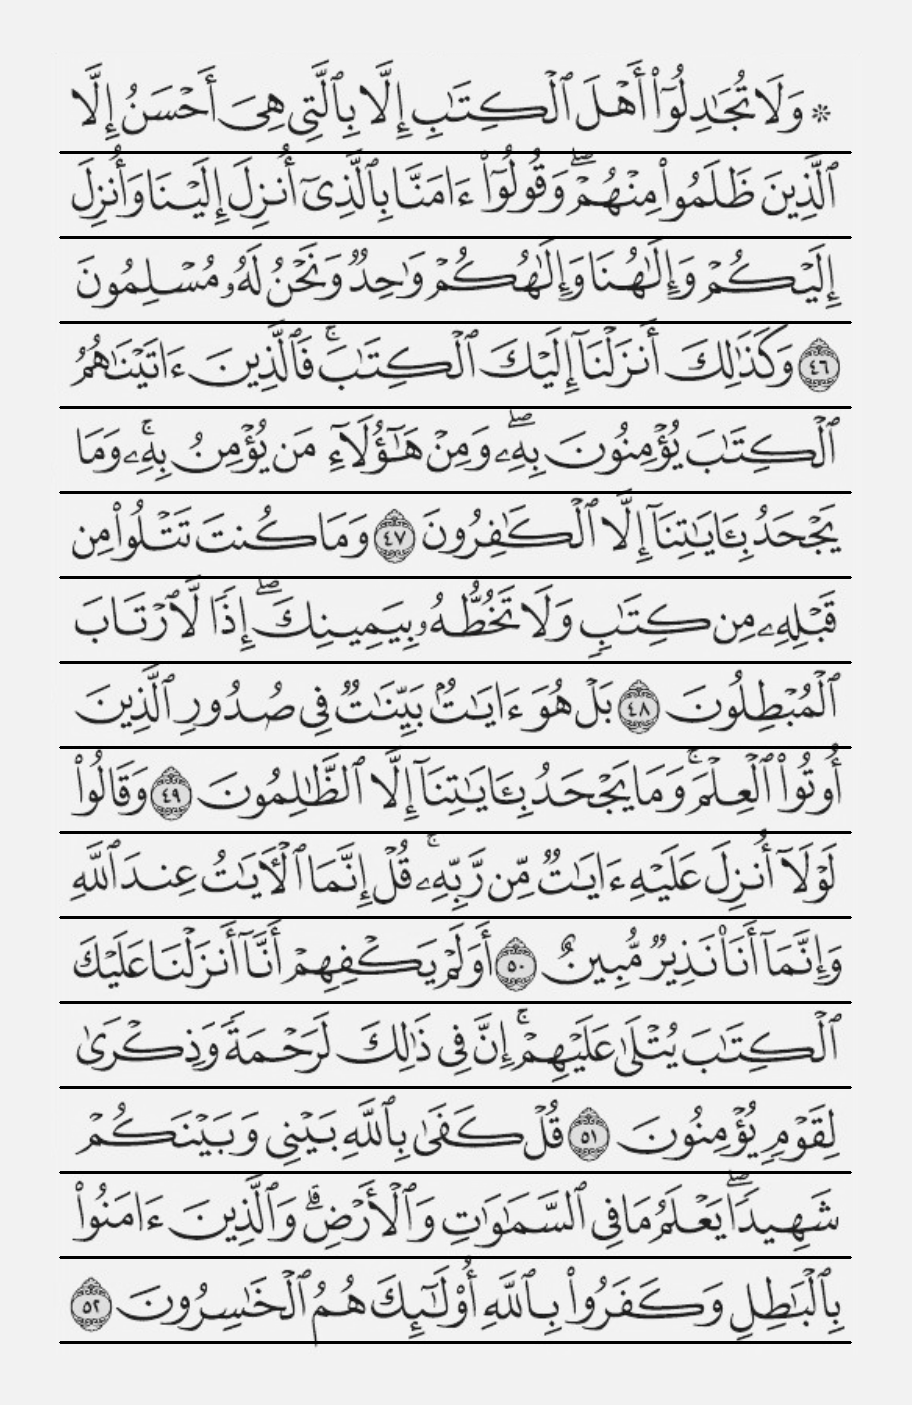 ۞ وَلَا تُجَٰدِلُوٓا۟ أَهْلَ ٱلْكِتَٰبِ إِلَّا بِٱلَّتِى هِىَ أَحْسَنُ إِلَّا
ٱلَّذِينَ ظَلَمُوا۟ مِنْهُمْ ۖ وَقُولُوٓا۟ ءَامَنَّا بِٱلَّذِىٓ أُنزِلَ إِلَيْنَا وَأُنزِلَ
إِلَيْكُمْ وَإِلَٰهُنَا وَإِلَٰهُكُمْ وَٰحِدٌ وَنَحْنُ لَهُۥ مُسْلِمُونَ
٤٦ وَكَذَٰلِكَ أَنزَلْنَآ إِلَيْكَ ٱلْكِتَٰبَ ۚ فَٱلَّذِينَ ءَاتَيْنَٰهُمُ
ٱلْكِتَٰبَ يُؤْمِنُونَ بِهِۦ ۖ وَمِنْ هَٰٓؤُلَآءِ مَن يُؤْمِنُ بِهِۦ ۚ وَمَا
يَجْحَدُ بِـَٔايَٰتِنَآ إِلَّا ٱلْكَٰفِرُونَ ٤٧ وَمَا كُنتَ تَتْلُوا۟ مِن
قَبْلِهِۦ مِن كِتَٰبٍ وَلَا تَخُطُّهُۥ بِيَمِينِكَ ۖ إِذًا لَّٱرْتَابَ
ٱلْمُبْطِلُونَ ٤٨ بَلْ هُوَ ءَايَٰتٌۢ بَيِّنَٰتٌ فِى صُدُورِ ٱلَّذِينَ
أُوتُوا۟ ٱلْعِلْمَ ۚ وَمَا يَجْحَدُ بِـَٔايَٰتِنَآ إِلَّا ٱلظَّٰلِمُونَ ٤٩ وَقَالُوا۟
لَوْلَآ أُنزِلَ عَلَيْهِ ءَايَٰتٌ مِّن رَّبِّهِۦ ۚ قُلْ إِنَّمَا ٱلْـَٔايَٰتُ عِندَ ٱللَّهِ
وَإِنَّمَآ أَنَا۠ نَذِيرٌ مُّبِينٌ ٥٠ أَوَلَمْ يَكْفِهِمْ أَنَّآ أَنزَلْنَا عَلَيْكَ
ٱلْكِتَٰبَ يُتْلَىٰ عَلَيْهِمْ ۚ إِنَّ فِى ذَٰلِكَ لَرَحْمَةً وَذِكْرَىٰ
لِقَوْمٍ يُؤْمِنُونَ ٥١ قُلْ كَفَىٰ بِٱللَّهِ بَيْنِى وَبَيْنَكُمْ
شَهِيدًا ۖ يَعْلَمُ مَا فِى ٱلسَّمَٰوَٰتِ وَٱلْأَرْضِ ۗ وَٱلَّذِينَ ءَامَنُوا۟
بِٱلْبَٰطِلِ وَكَفَرُوا۟ بِٱللَّهِ أُو۟لَٰٓئِكَ هُمُ ٱلْخَٰسِرُونَ ٥٢